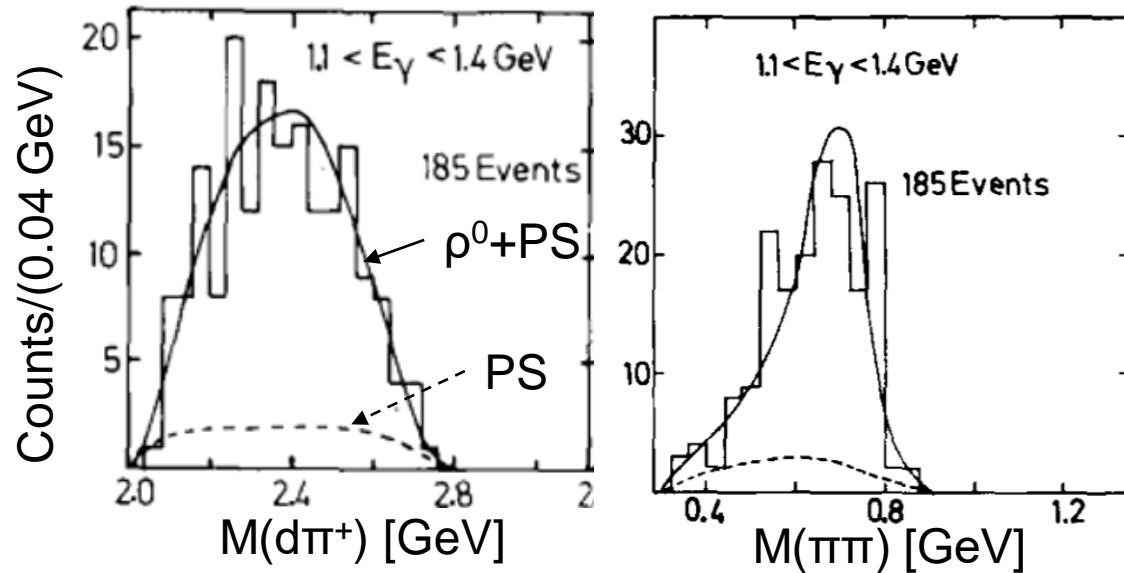 Counts/(0.04 GeV)
20
15
10
5
1.1 < Eγ < 1.4 GeV
185 Events
ρ⁰+PS
PS
2.0 2.4 2.8 2
M(dπ⁺) [GeV]
30
20
10
1.1 < Eγ < 1.4 GeV
185 Events
0.4 0.8 1.2
M(ππ) [GeV]